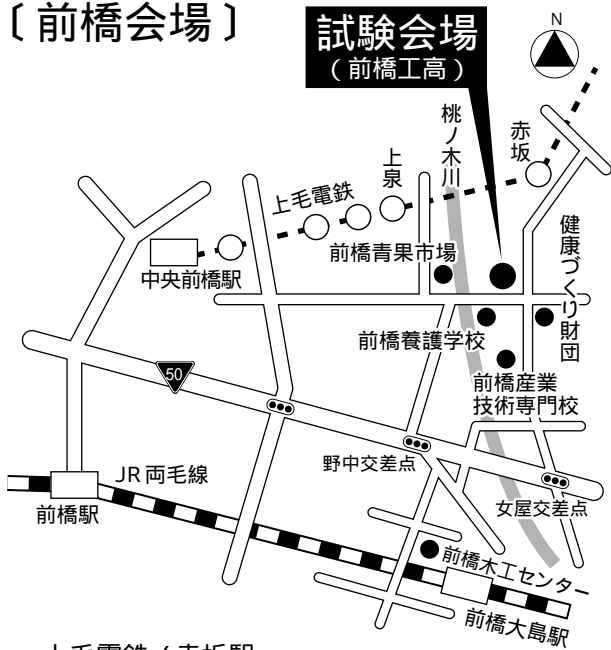 〔前橋会場〕
試験会場
（前橋工高）
N
桃ノ木川
赤坂
上泉
上毛電鉄
前橋青果市場
健康づくり財団
中央前橋駅
前橋養護学校
50
前橋産業
技術専門校
JR両毛線
野中交差点
前橋駅
女屋交差点
前橋木工センター
前橋大島駅